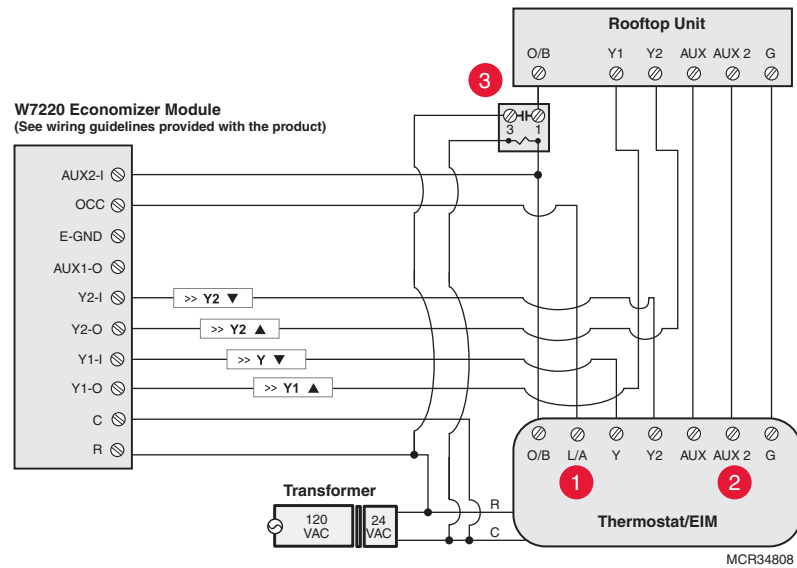 Rooftop Unit
O/B Y1 Y2 AUX AUX 2 G
3
3 1
W7220 Economizer Module
(See wiring guidelines provided with the product)
AUX2-I
OCC
E-GND
AUX1-O
Y2-I
>> Y2 ▼
Y2-O
>> Y2 ▲
Y1-I
>> Y ▼
Y1-O
>> Y1 ▲
C
R
O/B L/A Y Y2 AUX AUX 2 G
1
2
Thermostat/EIM
Transformer
120
VAC
24
VAC
R
C
MCR34808